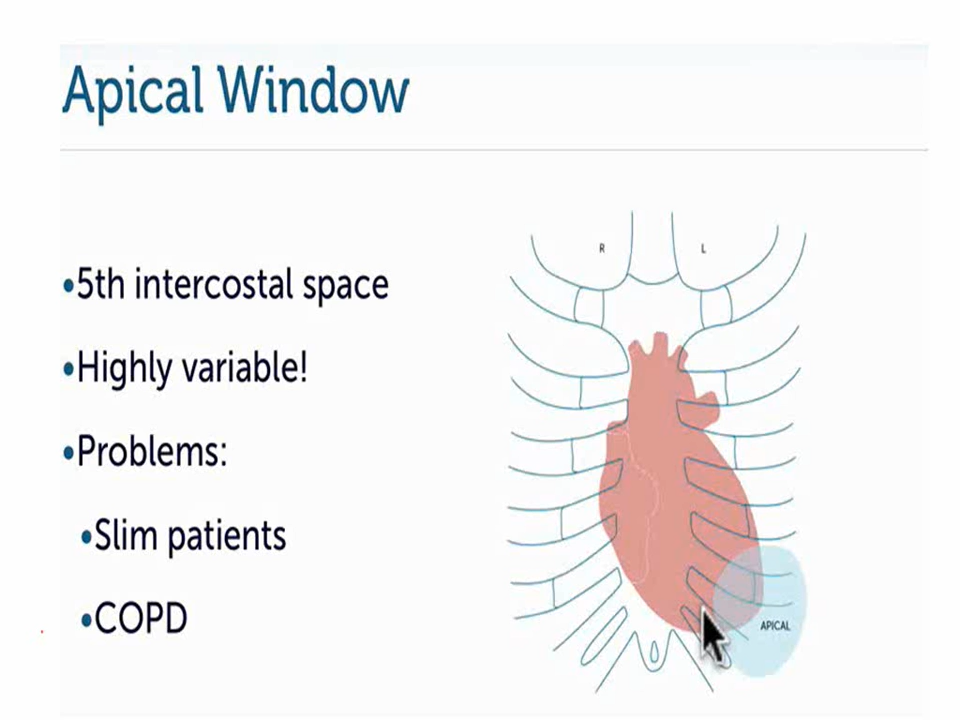 Apical Window
•5th intercostal space
•Highly variable!
•Problems:
•Slim patients
•COPD
R L
APICAL